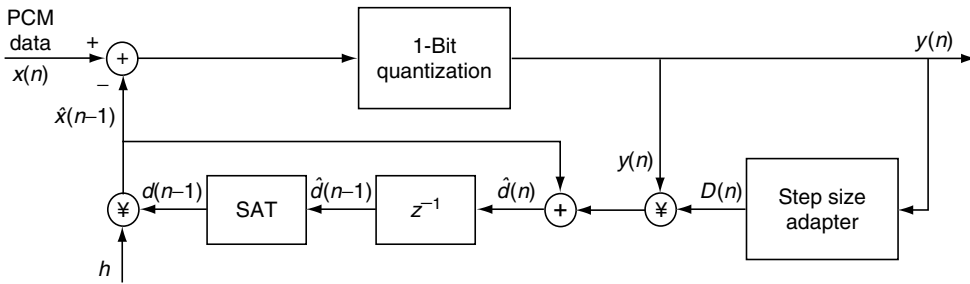 PCM
data
x(n)
+
+
−
1-Bit
quantization
y(n)
x̂(n−1)
y(n)
d(n−1)
SAT
d̂(n−1)
z⁻¹
d̂(n)
+
¥
D(n)
Step size
adapter
¥
h